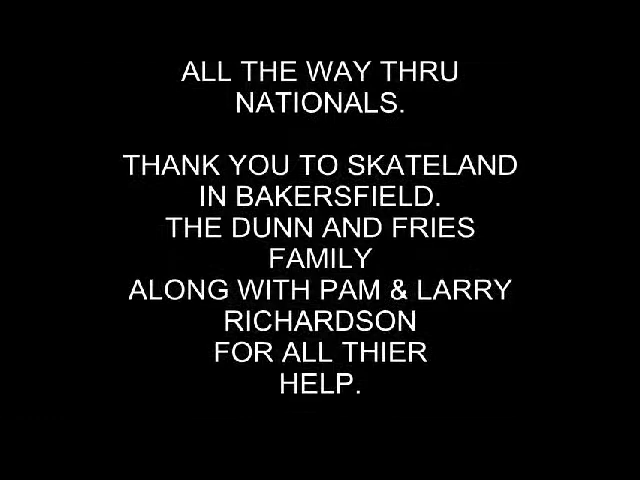 ALL THE WAY THRU
NATIONALS.
THANK YOU TO SKATELAND
IN BAKERSFIELD.
THE DUNN AND FRIES
FAMILY
ALONG WITH PAM & LARRY
RICHARDSON
FOR ALL THIER
HELP.